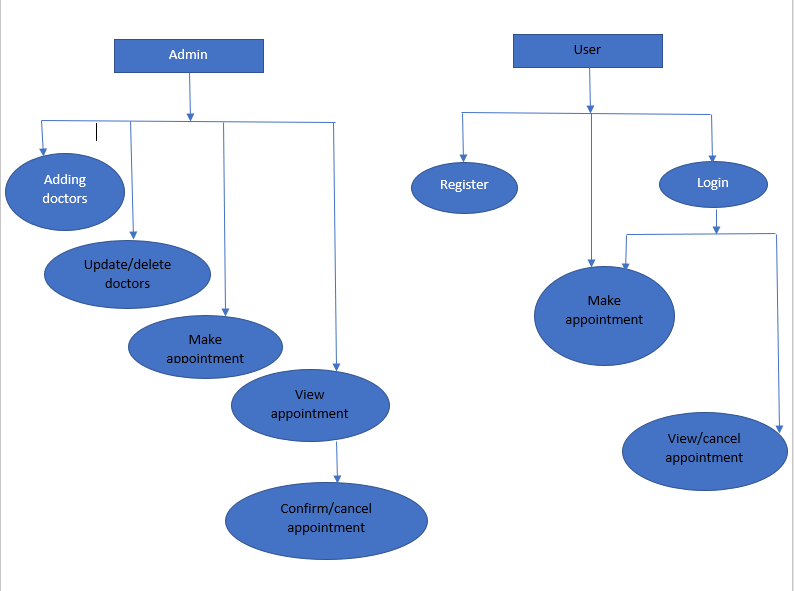 Admin
User
Adding
doctors
Register
Login
Update/delete
doctors
Make
appointment
Make
appointment
View
appointment
View/cancel
appointment
Confirm/cancel
appointment